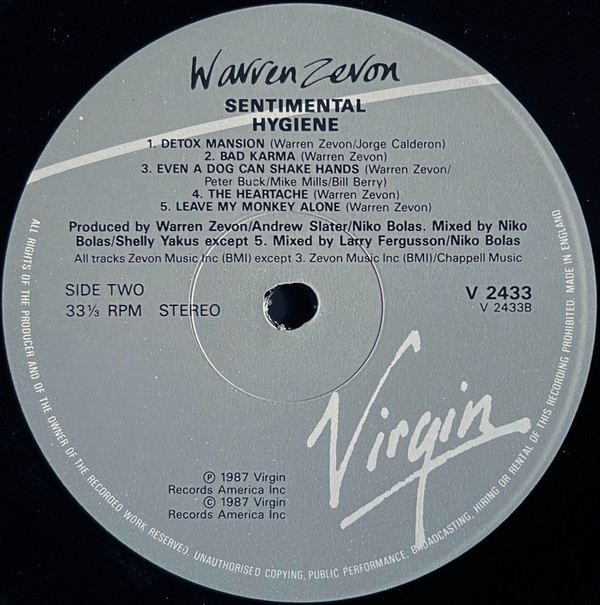 Warren Zevon
SENTIMENTAL
HYGIENE
1. DETOX MANSION (Warren Zevon/Jorge Calderon)
2. BAD KARMA (Warren Zevon)
3. EVEN A DOG CAN SHAKE HANDS (Warren Zevon/
Peter Buck/Mike Mills/Bill Berry)
4. THE HEARTACHE (Warren Zevon)
5. LEAVE MY MONKEY ALONE (Warren Zevon)
Produced by Warren Zevon/Andrew Slater/Niko Bolas. Mixed by Niko
Bolas/Shelly Yakus except 5. Mixed by Larry Fergusson/Niko Bolas
All tracks Zevon Music Inc (BMI) except 3. Zevon Music Inc (BMI)/Chappell Music
SIDE TWO
33⅓ RPM STEREO
V 2433
V 2433B
Virgin
Ⓟ 1987 Virgin
Records America Inc
© 1987 Virgin
Records America Inc
ALL RIGHTS OF THE PRODUCER AND OF THE OWNER OF THE RECORDED WORK RESERVED. UNAUTHORISED COPYING, PUBLIC PERFORMANCE, BROADCASTING, HIRING OR RENTAL OF THIS RECORDING PROHIBITED. MADE IN ENGLAND